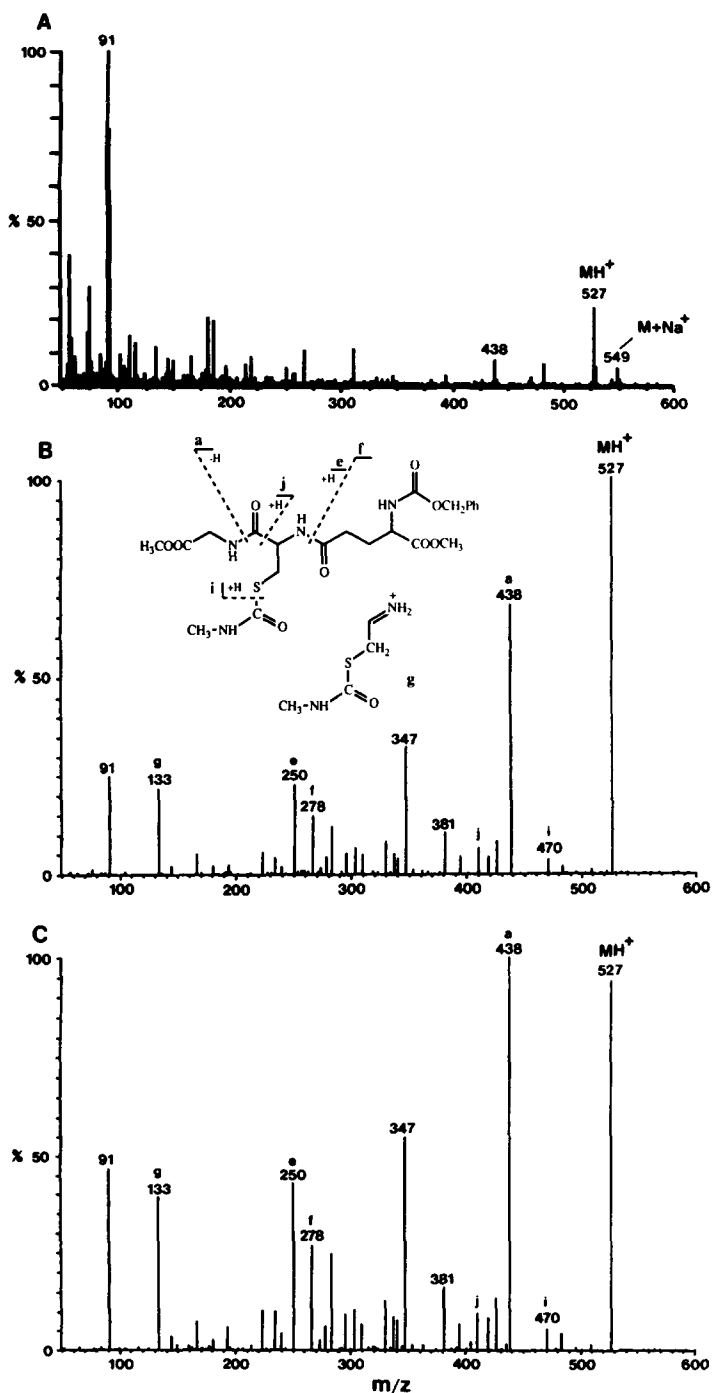 A
100
91
% 50
MH+
527
M+Na+
438
549
0
100 200 300 400 500 600
B
100
MH+
527
a
-H
j
+H
e
+H
f
O
O
H
N
NH
OCH2Ph
H3COOC
N
H
O
COOCH3
i
+H
S
CH3-NH
C
O
+
NH2
CH2
S
C
CH3-NH
O
g
a
438
% 50
347
91
g
133
e
250
f
278
381
j
i
470
0
100 200 300 400 500 600
C
100
a
438
MH+
527
347
% 50
91
g
133
e
250
f
278
381
j
i
470
0
100 200 300 400 500 600
m/z